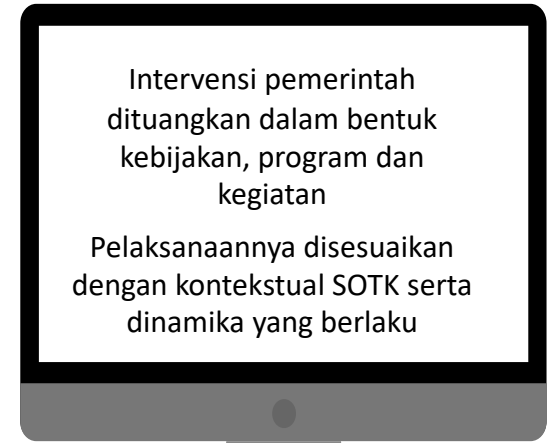 Intervensi pemerintah
dituangkan dalam bentuk
kebijakan, program dan
kegiatan
Pelaksanaannya disesuaikan
dengan kontekstual SOTK serta
dinamika yang berlaku